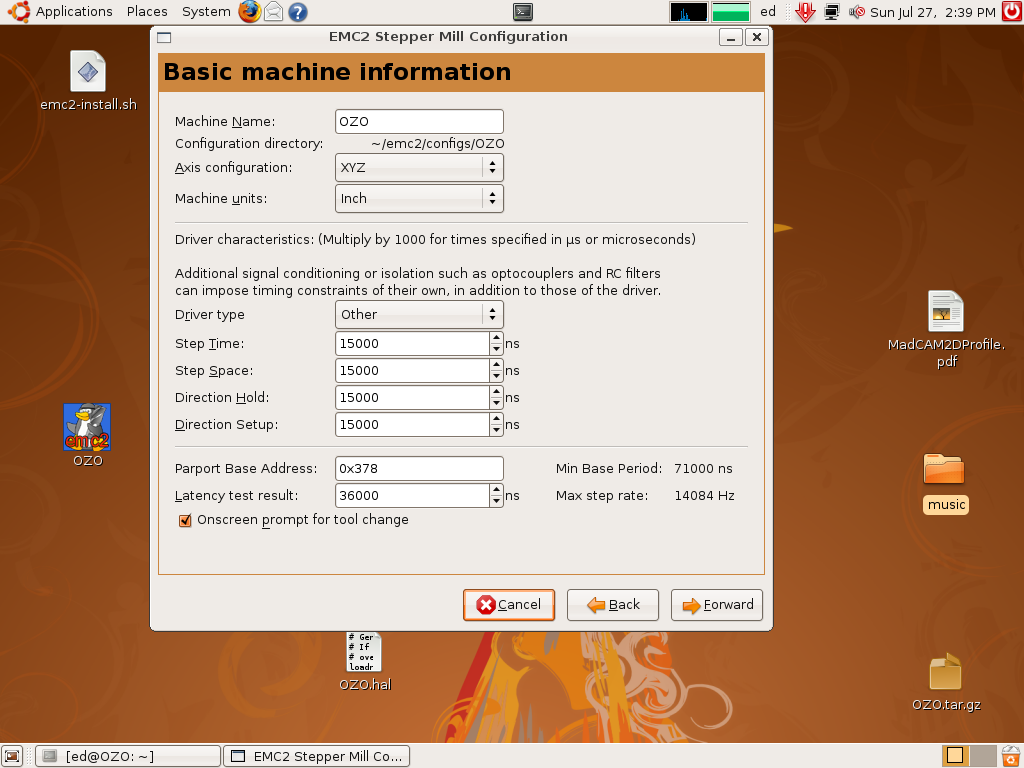 Applications Places System ed Sun Jul 27, 2:39 PM
EMC2 Stepper Mill Configuration
Basic machine information
emc2-install.sh
Machine Name: OZO
Configuration directory: ~/emc2/configs/OZO
Axis configuration: XYZ
Machine units: Inch
Driver characteristics: (Multiply by 1000 for times specified in µs or microseconds)
Additional signal conditioning or isolation such as optocouplers and RC filters
can impose timing constraints of their own, in addition to those of the driver.
Driver type Other
Step Time: 15000 ns
Step Space: 15000 ns
Direction Hold: 15000 ns
Direction Setup: 15000 ns
MadCAM2DProfile.
pdf
emc2
OZO
Parport Base Address: 0x378 Min Base Period: 71000 ns
Latency test result: 36000 ns Max step rate: 14084 Hz
Onscreen prompt for tool change
music
Cancel Back Forward
# Ger
# If
# ove
loadr
OZO.hal
OZO.tar.gz
[ed@OZO: ~] EMC2 Stepper Mill Co...